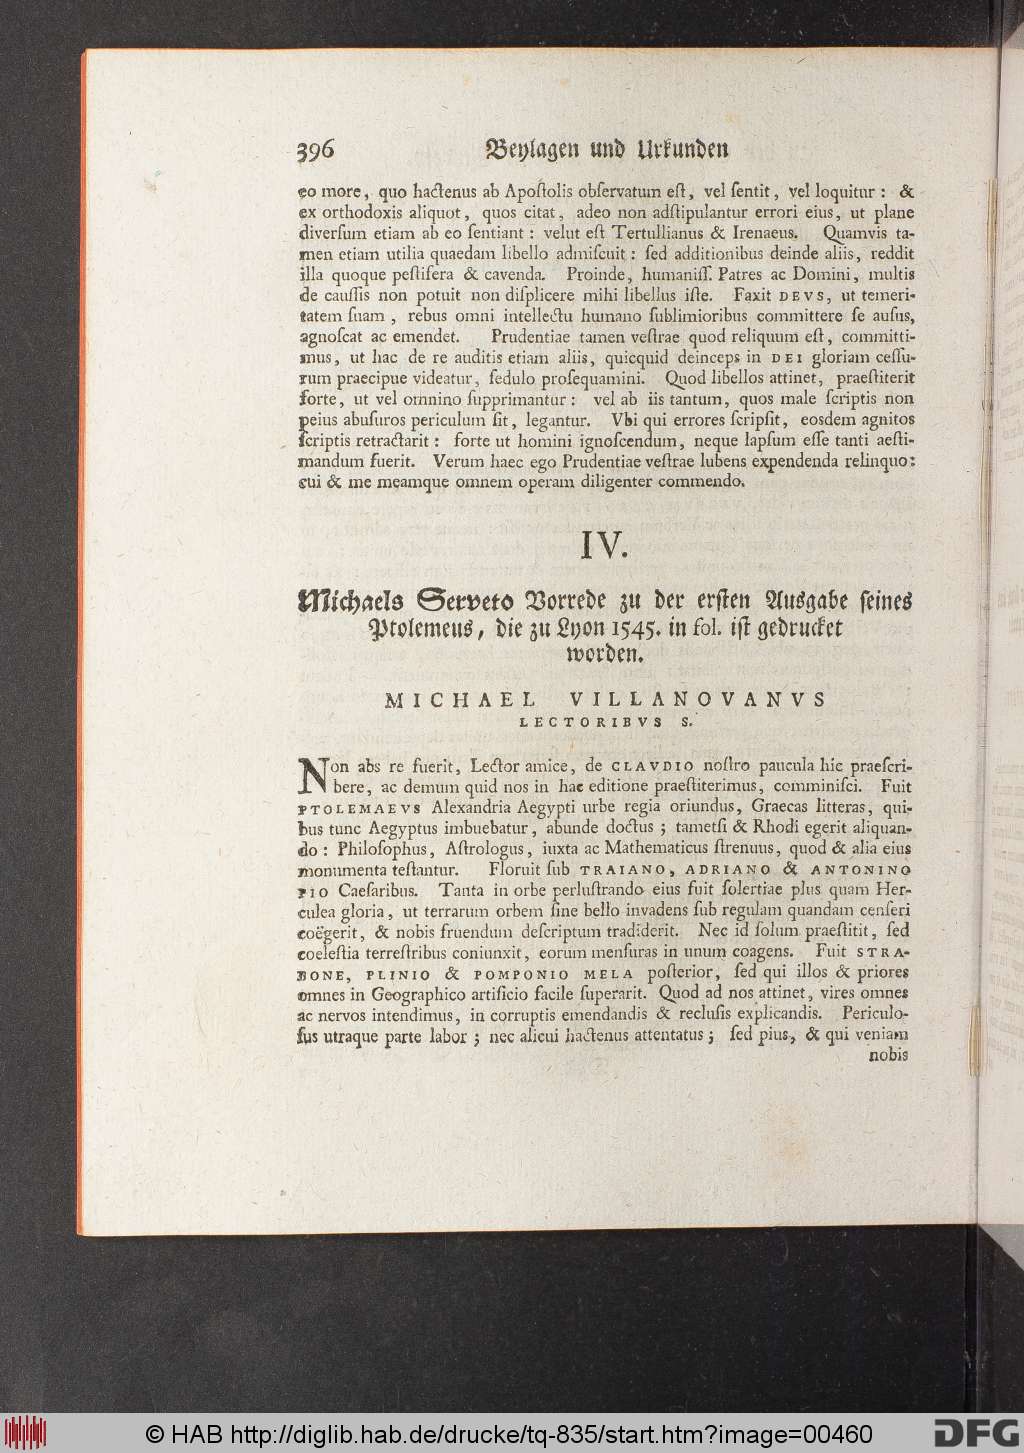 396 Beylagen und Urkunden
eo more, quo hactenus ab Apoſtolis obſervatum eſt, vel ſentit, vel loquitur: &
ex orthodoxis aliquot, quos citat, adeo non adſtipulantur errori eius, ut plane
diverſum etiam ab eo ſentiant: velut eſt Tertullianus & Irenaeus. Quamvis ta-
men etiam utilia quaedam libello admiſcuit: ſed additionibus deinde aliis, reddit
illa quoque peſtifera & cavenda. Proinde, humaniſſ. Patres ac Domini, multis
de cauſſis non potuit non diſplicere mihi libellus iſte. Faxit DEVS, ut temeri-
tatem ſuam, rebus omni intellectu humano ſublimioribus committere ſe auſus,
agnoſcat ac emendet. Prudentiae tamen veſtrae quod reliquum eſt, committi-
mus, ut hac de re auditis etiam aliis, quicquid deinceps in DEI gloriam ceſſu-
rum praecipue videatur, ſedulo proſequamini. Quod libellos attinet, praeſtiterit
forte, ut vel omnino ſupprimantur: vel ab iis tantum, quos male ſcriptis non
peius abuſuros periculum ſit, legantur. Vbi qui errores ſcripſit, eosdem agnitos
ſcriptis retractarit: forte ut homini ignoſcendum, neque lapſum eſſe tanti aeſti-
mandum fuerit. Verum haec ego Prudentiae veſtrae lubens expendenda relinquo:
cui & me meamque omnem operam diligenter commendo.
IV.
Michaels Serveto Vorrede zu der erſten Ausgabe ſeines
Ptolemeus, die zu Lyon 1545. in fol. iſt gedrucket
worden.
MICHAEL VILLANOVANVS
LECTORIBVS S.
Non abs re fuerit, Lector amice, de CLAVDIO noſtro paucula hic praeſcri-
bere, ac demum quid nos in hac editione praeſtiterimus, comminiſci. Fuit
PTOLEMAEVS Alexandria Aegypti urbe regia oriundus, Graecas litteras, qui-
bus tunc Aegyptus imbuebatur, abunde doctus; tametſi & Rhodi egerit aliquan-
do: Philoſophus, Aſtrologus, iuxta ac Mathematicus ſtrenuus, quod & alia eius
monumenta teſtantur. Floruit ſub TRAIANO, ADRIANO & ANTONINO
PIO Caeſaribus. Tanta in orbe perluſtrando eius fuit ſolertiae plus quam Her-
culea gloria, ut terrarum orbem ſine bello invadens ſub regulam quandam cenſeri
coëgerit, & nobis fruendum deſcriptum tradiderit. Nec id ſolum praeſtitit, ſed
coeleſtia terreſtribus coniunxit, eorum menſuras in unum coagens. Fuit STRA-
BONE, PLINIO & POMPONIO MELA poſterior, ſed qui illos & priores
omnes in Geographico artificio facile ſuperarit. Quod ad nos attinet, vires omnes
ac nervos intendimus, in corruptis emendandis & recluſis explicandis. Periculo-
ſus utraque parte labor; nec alicui hactenus attentatus; ſed pius, & qui veniam
nobis
© HAB http://diglib.hab.de/drucke/tq-835/start.htm?image=00460
DFG